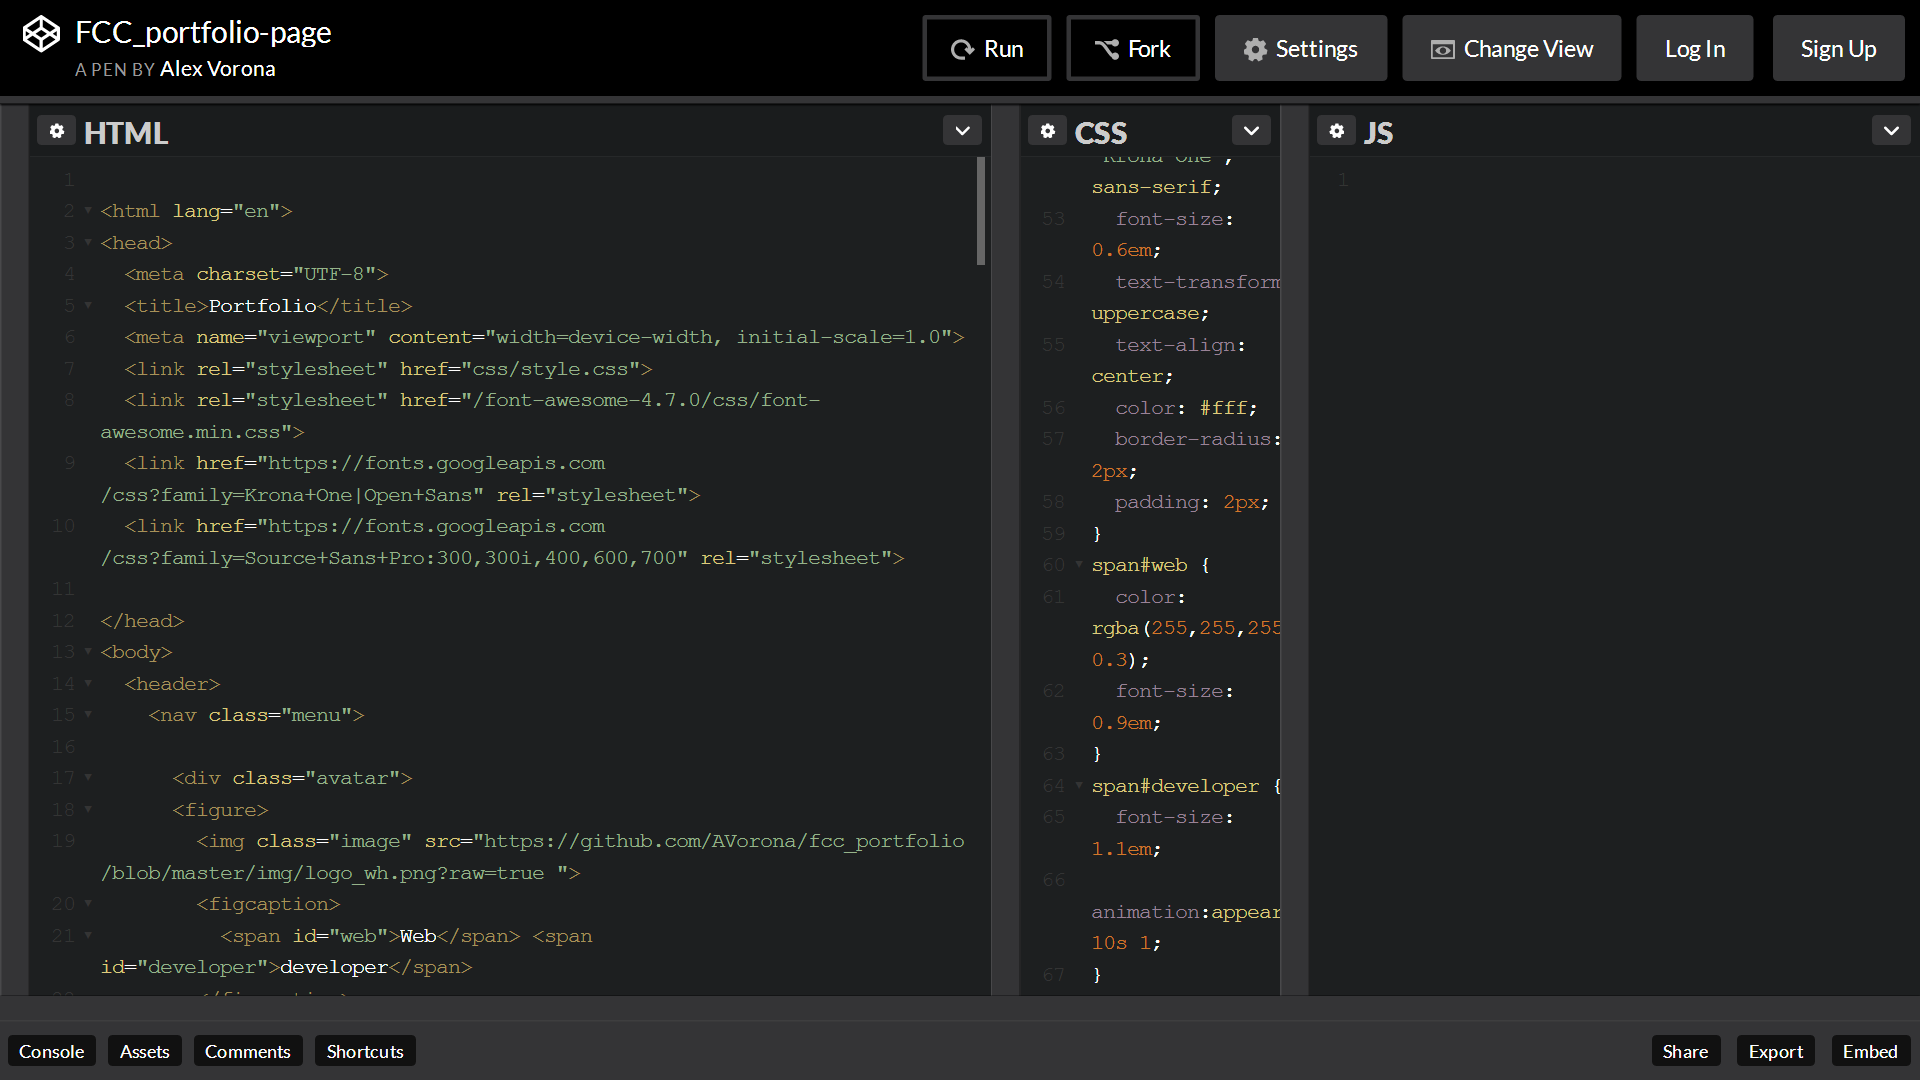 FCC_portfolio-page
A PEN BY Alex Vorona
Run
Fork
Settings
Change View
Log In
Sign Up
HTML
1
2 <html lang="en">
3 <head>
4 <meta charset="UTF-8">
5 <title>Portfolio</title>
6 <meta name="viewport" content="width=device-width, initial-scale=1.0">
7 <link rel="stylesheet" href="css/style.css">
8 <link rel="stylesheet" href="/font-awesome-4.7.0/css/font-
awesome.min.css">
9 <link href="https://fonts.googleapis.com
/css?family=Krona+One|Open+Sans" rel="stylesheet">
10 <link href="https://fonts.googleapis.com
/css?family=Source+Sans+Pro:300,300i,400,600,700" rel="stylesheet">
11
12 </head>
13 <body>
14 <header>
15 <nav class="menu">
16
17 <div class="avatar">
18 <figure>
19 <img class="image" src="https://github.com/AVorona/fcc_portfolio
/blob/master/img/logo_wh.png?raw=true ">
20 <figcaption>
21 <span id="web">Web</span> <span
id="developer">developer</span>
CSS
sans-serif;
53 font-size:
0.6em;
54 text-transform
uppercase;
55 text-align:
center;
56 color: #fff;
57 border-radius:
2px;
58 padding: 2px;
59 }
60 span#web {
61 color:
rgba(255,255,255
0.3);
62 font-size:
0.9em;
63 }
64 span#developer {
65 font-size:
1.1em;
66
animation:appear
10s 1;
67 }
JS
1
Console
Assets
Comments
Shortcuts
Share
Export
Embed